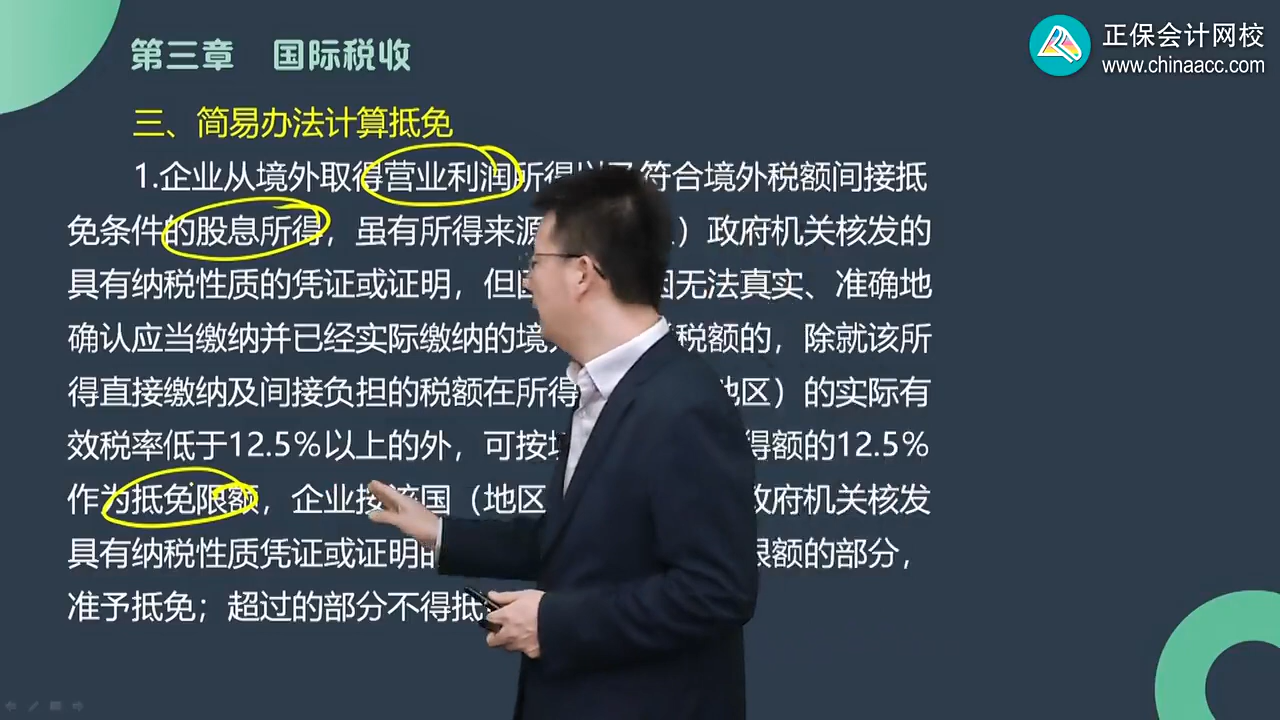 第三章 国际税收
正保会计网校
www.chinaacc.com
三、简易办法计算抵免
1.企业从境外取得营业利润所得以及符合境外税额间接抵
免条件的股息所得，虽有所得来源 ）政府机关核发的
具有纳税性质的凭证或证明，但 无法真实、准确地
确认应当缴纳并已经实际缴纳的境 税额的，除就该所
得直接缴纳及间接负担的税额在所得 地区）的实际有
效税率低于12.5%以上的外，可按 得额的12.5%
作为抵免限额，企业按该国（地区 政府机关核发
具有纳税性质凭证或证明的 限额的部分，
准予抵免；超过的部分不得抵